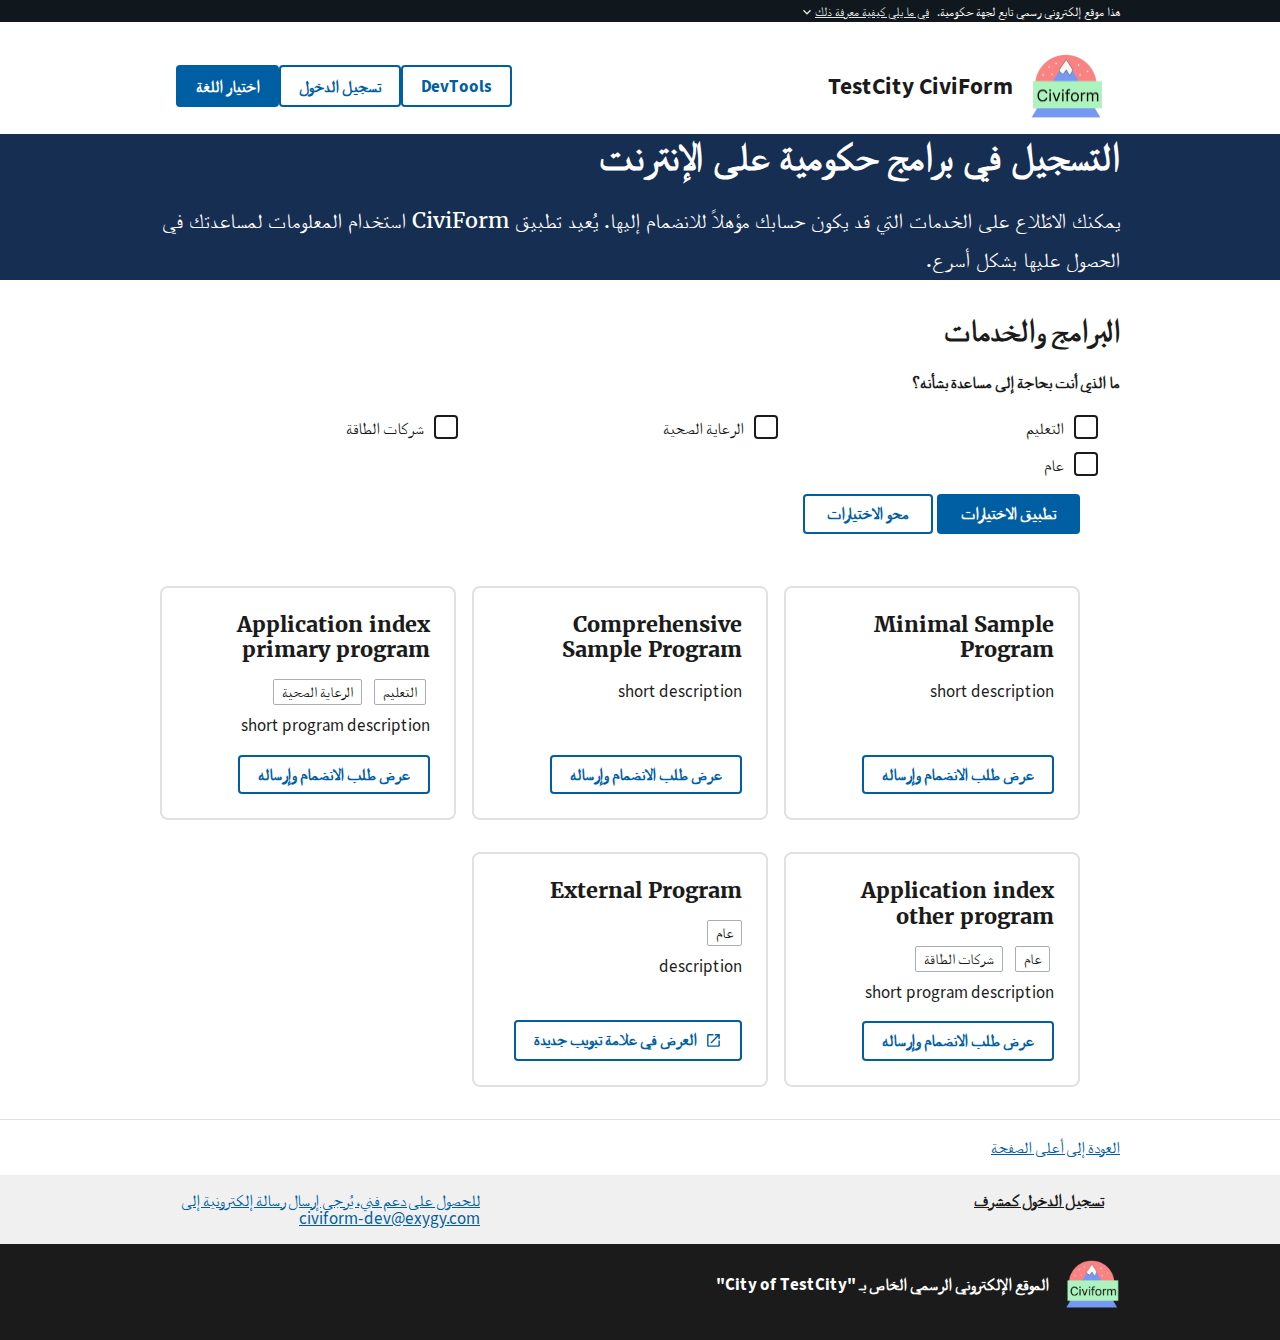 هذا موقع إلكتروني رسمي تابع لجهة حكومية. في ما يلي كيفية معرفة ذلك
Civiform
TestCity CiviForm
DevTools
تسجيل الدخول
اختيار اللغة
التسجيل في برامج حكومية على الإنترنت
يمكنك الاطّلاع على الخدمات التي قد يكون حسابك مؤهلاً للانضمام إليها. يُعيد تطبيق CiviForm استخدام المعلومات لمساعدتك في
الحصول عليها بشكل أسرع.
البرامج والخدمات
ما الذي أنت بحاجة إلى مساعدة بشأنه؟
التعليم
الرعاية الصحية
شركات الطاقة
عام
تطبيق الاختيارات
محو الاختيارات
Minimal Sample
Program
short description
عرض طلب الانضمام وإرساله
Comprehensive
Sample Program
short description
عرض طلب الانضمام وإرساله
Application index
primary program
التعليم
الرعاية الصحية
short program description
عرض طلب الانضمام وإرساله
Application index
other program
عام
شركات الطاقة
short program description
عرض طلب الانضمام وإرساله
External Program
عام
description
العرض في علامة تبويب جديدة
العودة إلى أعلى الصفحة
تسجيل الدخول كمشرف
للحصول على دعم فني، يُرجى إرسال رسالة إلكترونية إلى
civiform-dev@exygy.com
Civiform
الموقع الإلكتروني الرسمي الخاص بـ "City of TestCity"